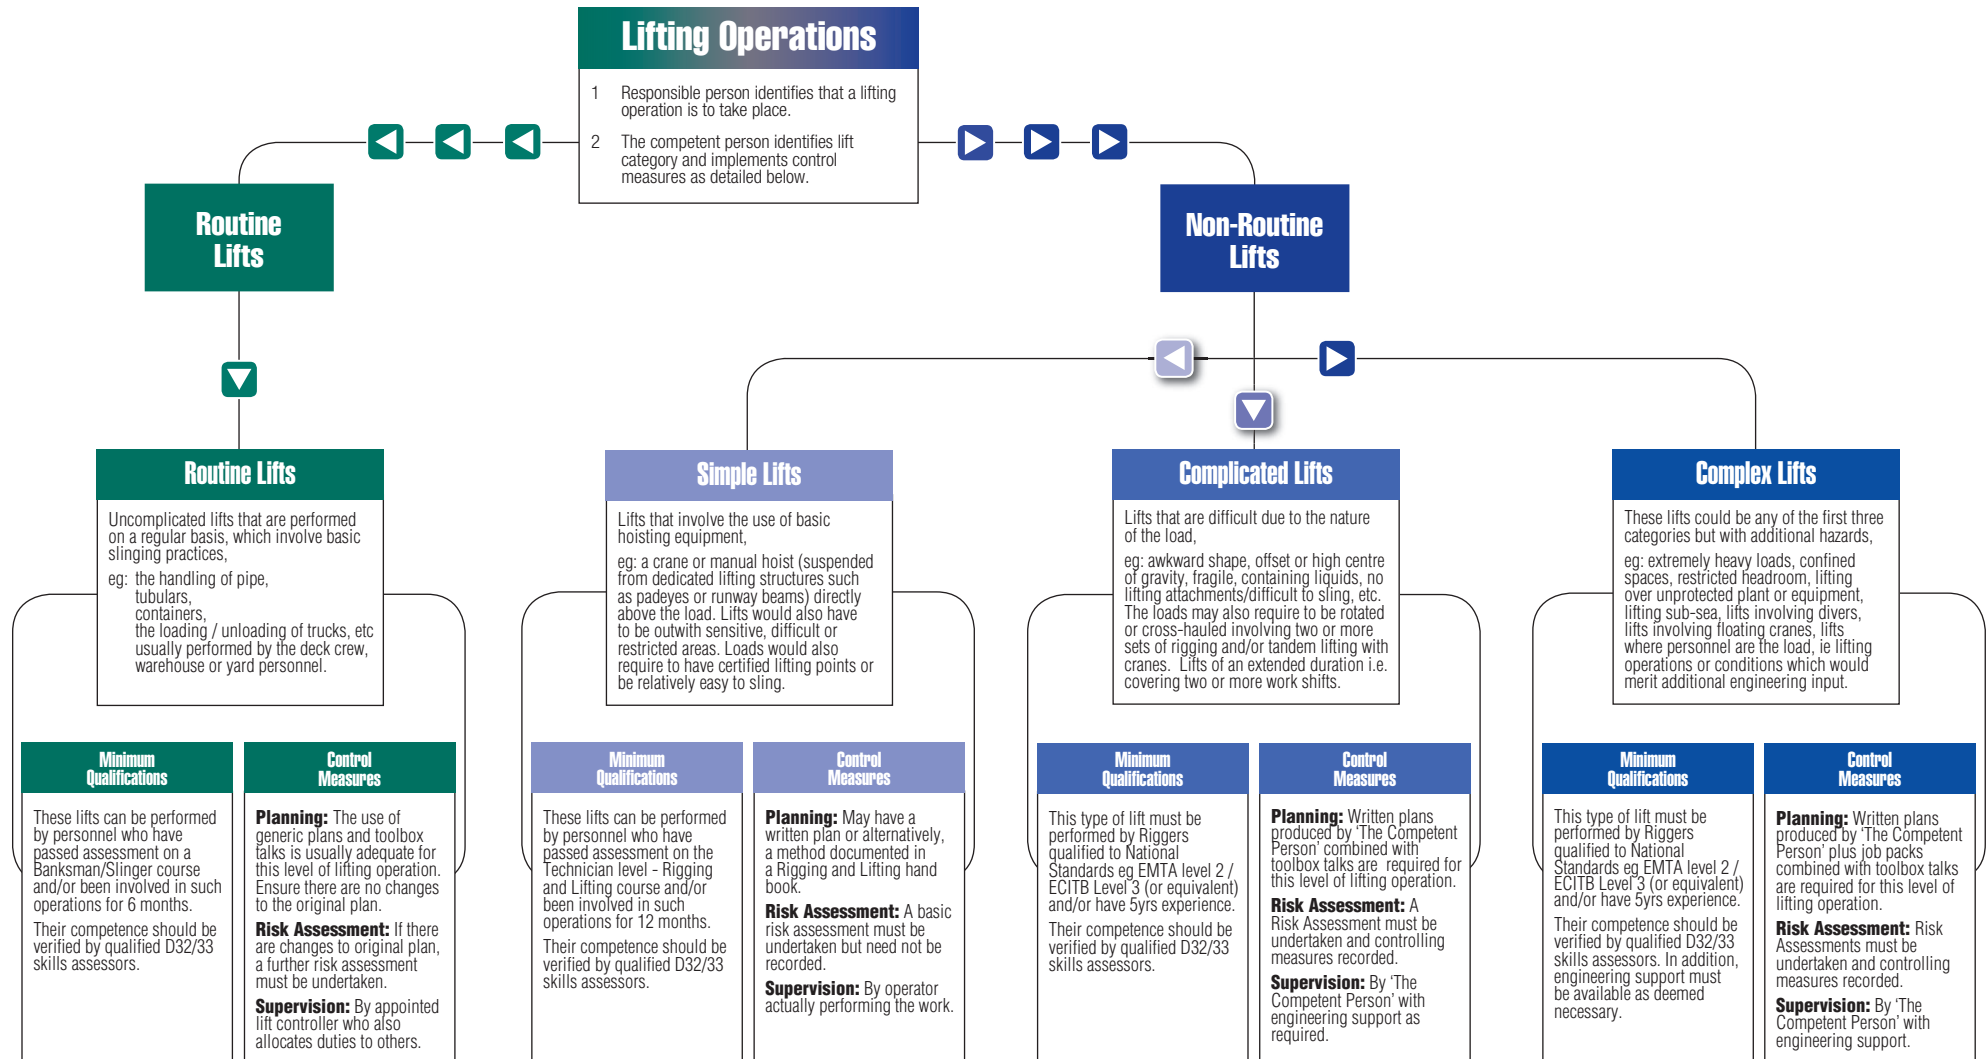 Lifting Operations
1 Responsible person identifies that a lifting
operation is to take place.
2 The competent person identifies lift
category and implements control
measures as detailed below.
Routine
Lifts
Non-Routine
Lifts
Routine Lifts
Uncomplicated lifts that are performed
on a regular basis, which involve basic
slinging practices,
eg: the handling of pipe,
tubulars,
containers,
the loading / unloading of trucks, etc
usually performed by the deck crew,
warehouse or yard personnel.
Minimum
Qualifications
These lifts can be performed
by personnel who have
passed assessment on a
Banksman/Slinger course
and/or been involved in such
operations for 6 months.
Their competence should be
verified by qualified D32/33
skills assessors.
Control
Measures
Planning: The use of
generic plans and toolbox
talks is usually adequate for
this level of lifting operation.
Ensure there are no changes
to the original plan.
Risk Assessment: If there
are changes to original plan,
a further risk assessment
must be undertaken.
Supervision: By appointed
lift controller who also
allocates duties to others.
Simple Lifts
Lifts that involve the use of basic
hoisting equipment,
eg: a crane or manual hoist (suspended
from dedicated lifting structures such
as padeyes or runway beams) directly
above the load. Lifts would also have
to be outwith sensitive, difficult or
restricted areas. Loads would also
require to have certified lifting points or
be relatively easy to sling.
Minimum
Qualifications
These lifts can be performed
by personnel who have
passed assessment on the
Technician level - Rigging
and Lifting course and/or
been involved in such
operations for 12 months.
Their competence should be
verified by qualified D32/33
skills assessors.
Control
Measures
Planning: May have a
written plan or alternatively,
a method documented in
a Rigging and Lifting hand
book.
Risk Assessment: A basic
risk assessment must be
undertaken but need not be
recorded.
Supervision: By operator
actually performing the work.
Complicated Lifts
Lifts that are difficult due to the nature
of the load,
eg: awkward shape, offset or high centre
of gravity, fragile, containing liquids, no
lifting attachments/difficult to sling, etc.
The loads may also require to be rotated
or cross-hauled involving two or more
sets of rigging and/or tandem lifting with
cranes. Lifts of an extended duration i.e.
covering two or more work shifts.
Minimum
Qualifications
This type of lift must be
performed by Riggers
qualified to National
Standards eg EMTA level 2 /
ECITB Level 3 (or equivalent)
and/or have 5yrs experience.
Their competence should be
verified by qualified D32/33
skills assessors.
Control
Measures
Planning: Written plans
produced by ‘The Competent
Person’ combined with
toolbox talks are required for
this level of lifting operation.
Risk Assessment: A
Risk Assessment must be
undertaken and controlling
measures recorded.
Supervision: By ‘The
Competent Person’ with
engineering support as
required.
Complex Lifts
These lifts could be any of the first three
categories but with additional hazards,
eg: extremely heavy loads, confined
spaces, restricted headroom, lifting
over unprotected plant or equipment,
lifting sub-sea, lifts involving divers,
lifts involving floating cranes, lifts
where personnel are the load, ie lifting
operations or conditions which would
merit additional engineering input.
Minimum
Qualifications
This type of lift must be
performed by Riggers
qualified to National
Standards eg EMTA level 2 /
ECITB Level 3 (or equivalent)
and/or have 5yrs experience.
Their competence should be
verified by qualified D32/33
skills assessors. In addition,
engineering support must
be available as deemed
necessary.
Control
Measures
Planning: Written plans
produced by ‘The Competent
Person’ plus job packs
combined with toolbox talks
are required for this level of
lifting operation.
Risk Assessment: Risk
Assessments must be
undertaken and controlling
measures recorded.
Supervision: By ‘The
Competent Person’ with
engineering support.